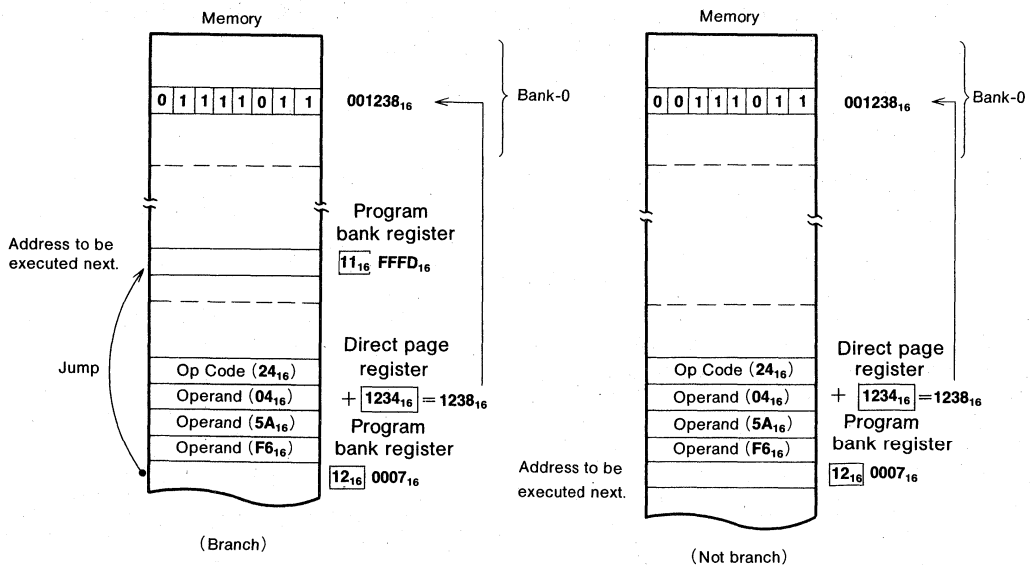 Memory
0 1 1 1 1 0 1 1
001238₁₆
Bank-0
Program
bank register
11₁₆ FFFD₁₆
Address to be
executed next.
Jump
Op Code (24₁₆)
Operand (04₁₆)
Operand (5A₁₆)
Operand (F6₁₆)
Direct page
register
+ 1234₁₆ = 1238₁₆
Program
bank register
12₁₆ 0007₁₆
(Branch)
Memory
0 0 1 1 1 0 1 1
001238₁₆
Bank-0
Op Code (24₁₆)
Operand (04₁₆)
Operand (5A₁₆)
Operand (F6₁₆)
Direct page
register
+ 1234₁₆ = 1238₁₆
Program
bank register
12₁₆ 0007₁₆
Address to be
executed next.
(Not branch)